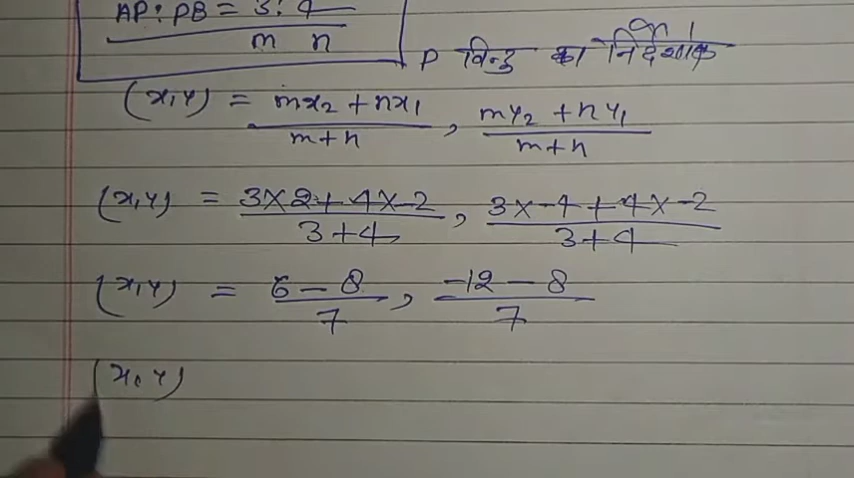 AP : PB = 3 : 4
m n
P बिन्दु का निर्देशांक
(x,y) = mx₂ + nx₁ / m+n , my₂ + ny₁ / m+n
(x,y) = 3×2 + 4×-2 / 3+4 , 3×-4 + 4×-2 / 3+4
(x,y) = 6 - 8 / 7 , -12 - 8 / 7
(x, y)